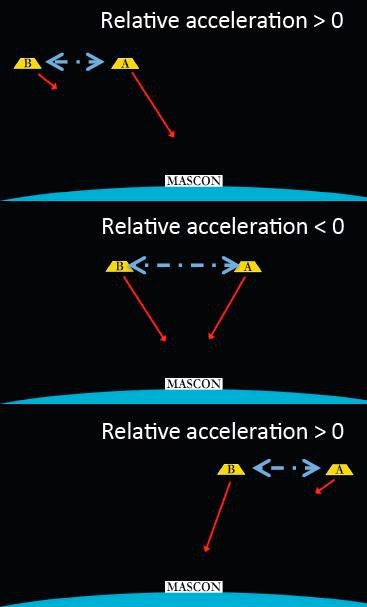 Relative acceleration > 0
B A
MASCON
Relative acceleration < 0
B A
MASCON
Relative acceleration > 0
B A
MASCON